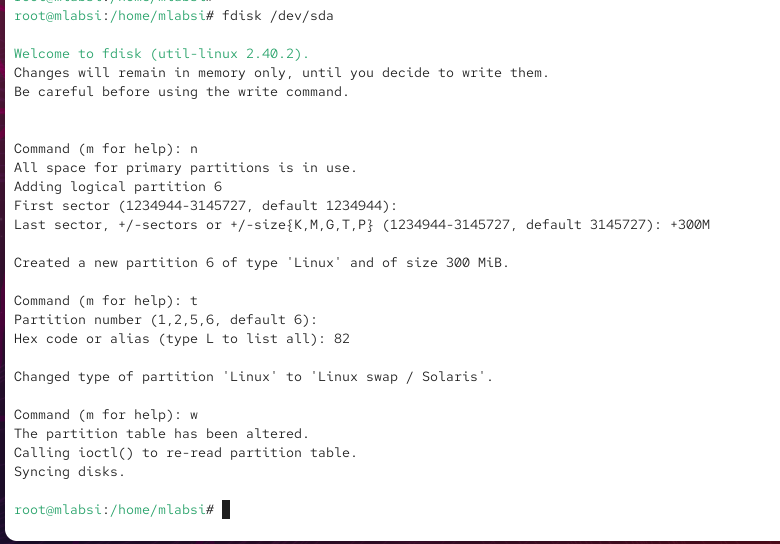 root@mlabsi:/home/mlabsi# fdisk /dev/sda
Welcome to fdisk (util-linux 2.40.2).
Changes will remain in memory only, until you decide to write them.
Be careful before using the write command.
Command (m for help): n
All space for primary partitions is in use.
Adding logical partition 6
First sector (1234944-3145727, default 1234944):
Last sector, +/-sectors or +/-size{K,M,G,T,P} (1234944-3145727, default 3145727): +300M
Created a new partition 6 of type 'Linux' and of size 300 MiB.
Command (m for help): t
Partition number (1,2,5,6, default 6):
Hex code or alias (type L to list all): 82
Changed type of partition 'Linux' to 'Linux swap / Solaris'.
Command (m for help): w
The partition table has been altered.
Calling ioctl() to re-read partition table.
Syncing disks.
root@mlabsi:/home/mlabsi#